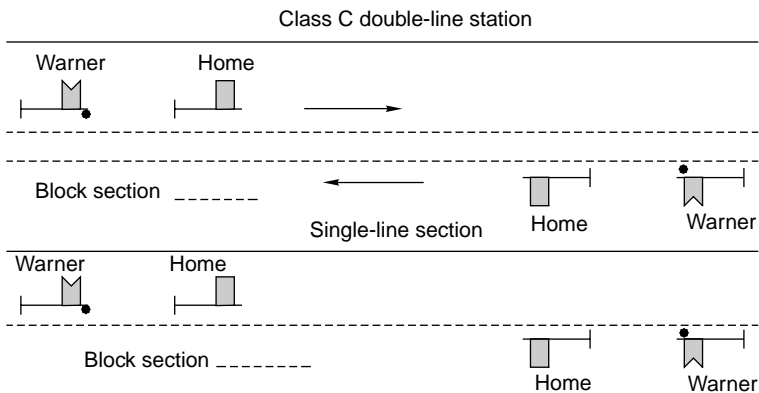 Class C double-line station
Warner
Home
Block section
Home
Warner
Single-line section
Warner
Home
Block section
Home
Warner